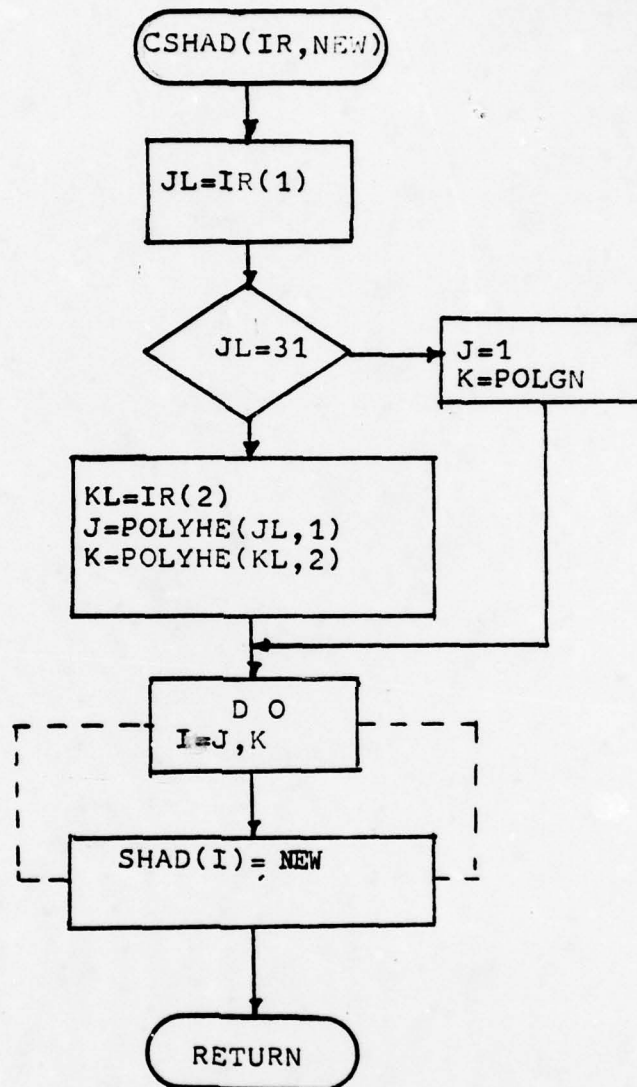 CSHAD(IR,NEW)
JL=IR(1)
JL=31
J=1
K=POLGN
KL=IR(2)
J=POLYHE(JL,1)
K=POLYHE(KL,2)
D O
I=J,K
SHAD(I)= NEW
RETURN